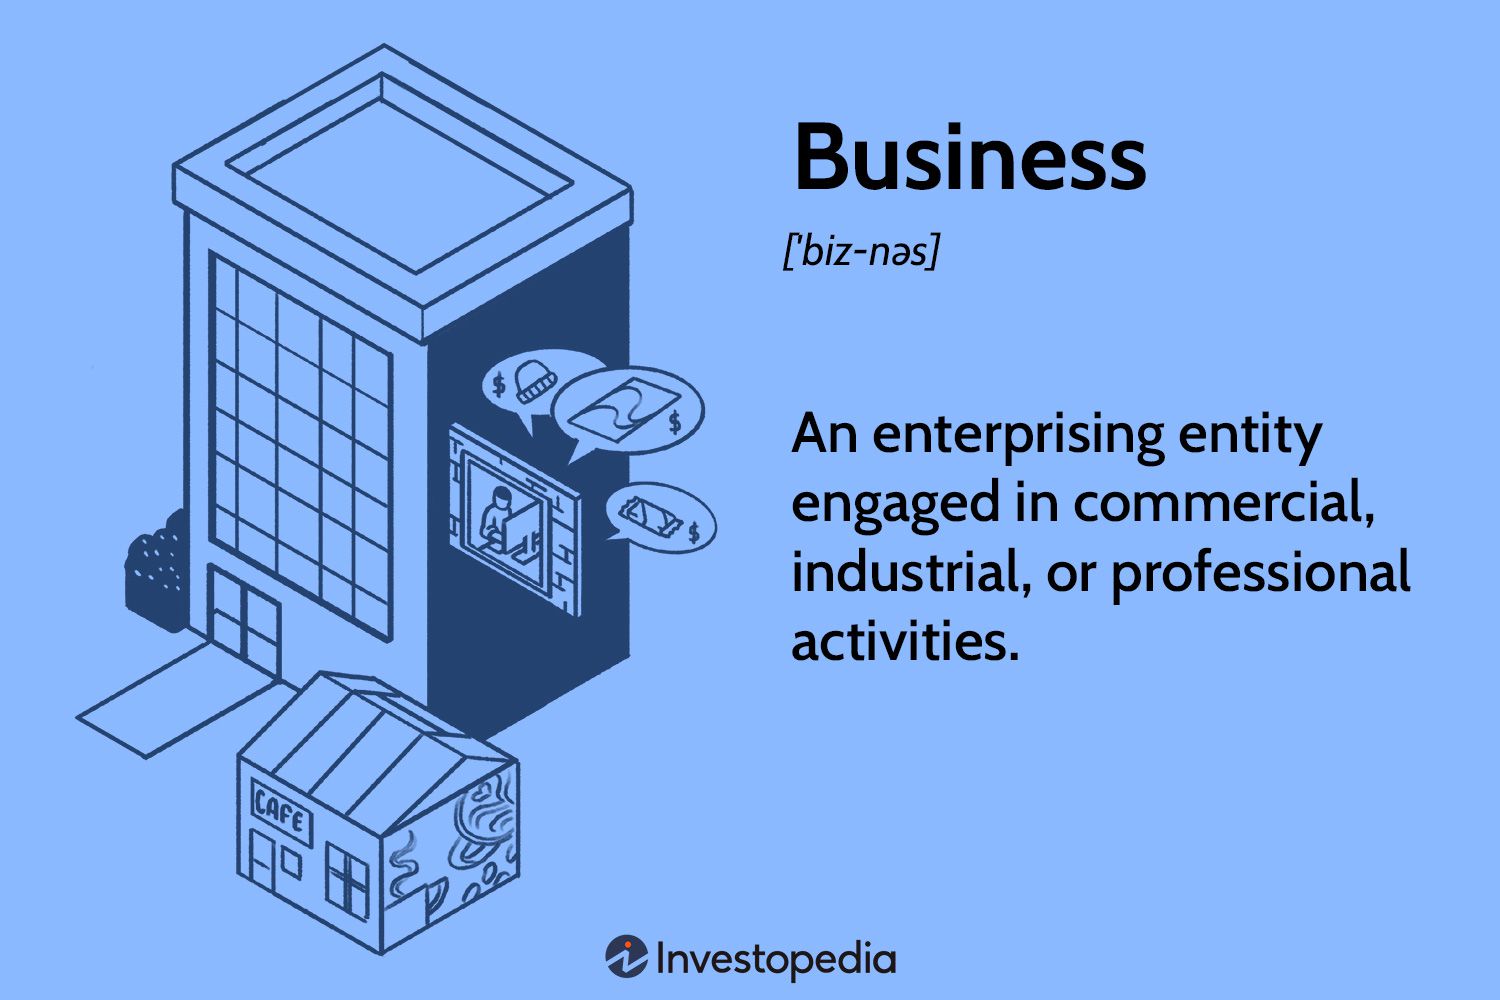 Business
['biz-nəs]
An enterprising entity
engaged in commercial,
industrial, or professional
activities.
$
$
$
CAFE
Investopedia